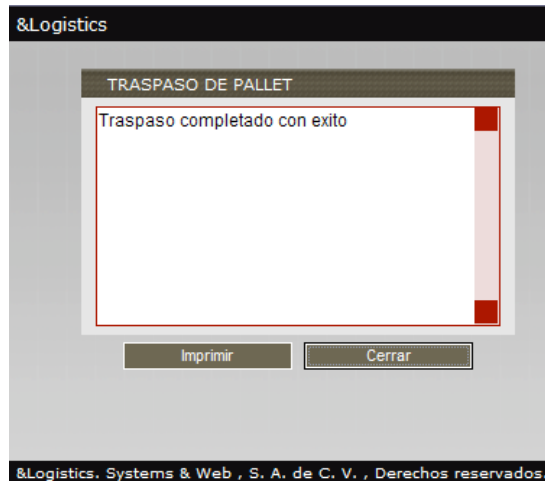 &Logistics
TRASPASO DE PALLET
Traspaso completado con exito
Imprimir
Cerrar
&Logistics. Systems & Web , S. A. de C. V. , Derechos reservados.